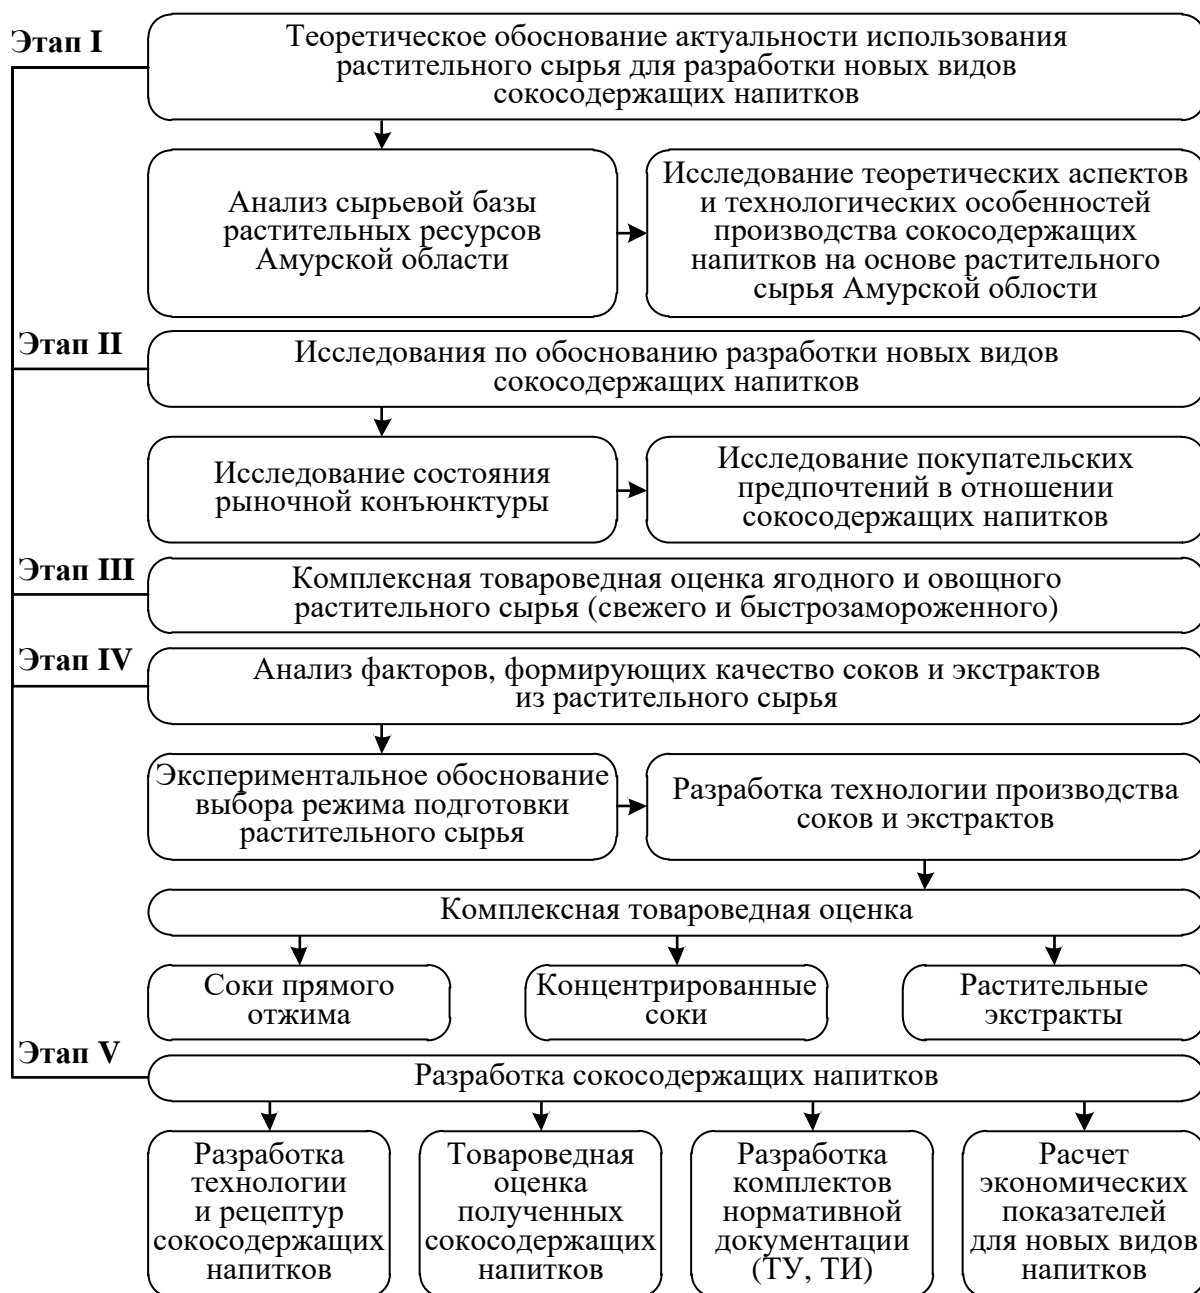 Этап I
Теоретическое обоснование актуальности использования
растительного сырья для разработки новых видов
сокосодержащих напитков
Анализ сырьевой базы
растительных ресурсов
Амурской области
Исследование теоретических аспектов
и технологических особенностей
производства сокосодержащих
напитков на основе растительного
сырья Амурской облости
Этап II
Исследования по обоснованию разработки новых видов
сокосодержащих напитков
Исследование состояния
рыночной конъюнктуры
Исследование покупательских
предпочтений в отношении
сокосодержащих напитков
Этап III
Комплексная товароведная оценка ягодного и овощного
растительного сырья (свежего и быстрозамороженного)
Этап IV
Анализ факторов, формирующих качество соков и экстрактов
из растительного сырья
Экспериментальное обоснование
выбора режима подготовки
растительного сырья
Разработка технологии производства
соков и экстрактов
Комплексная товароведная оценка
Соки прямого
отжима
Концентрированные
соки
Растительные
экстракты
Этап V
Разработка сокосодержащих напитков
Разработка
технологии
и рецептур
сокосодержащих
напитков
Товароведная
оценка
полученных
сокосодержащих
напитков
Разработка
комплектов
нормативной
документации
(ТУ, ТИ)
Расчет
экономических
показателей
для новых видов
напитков